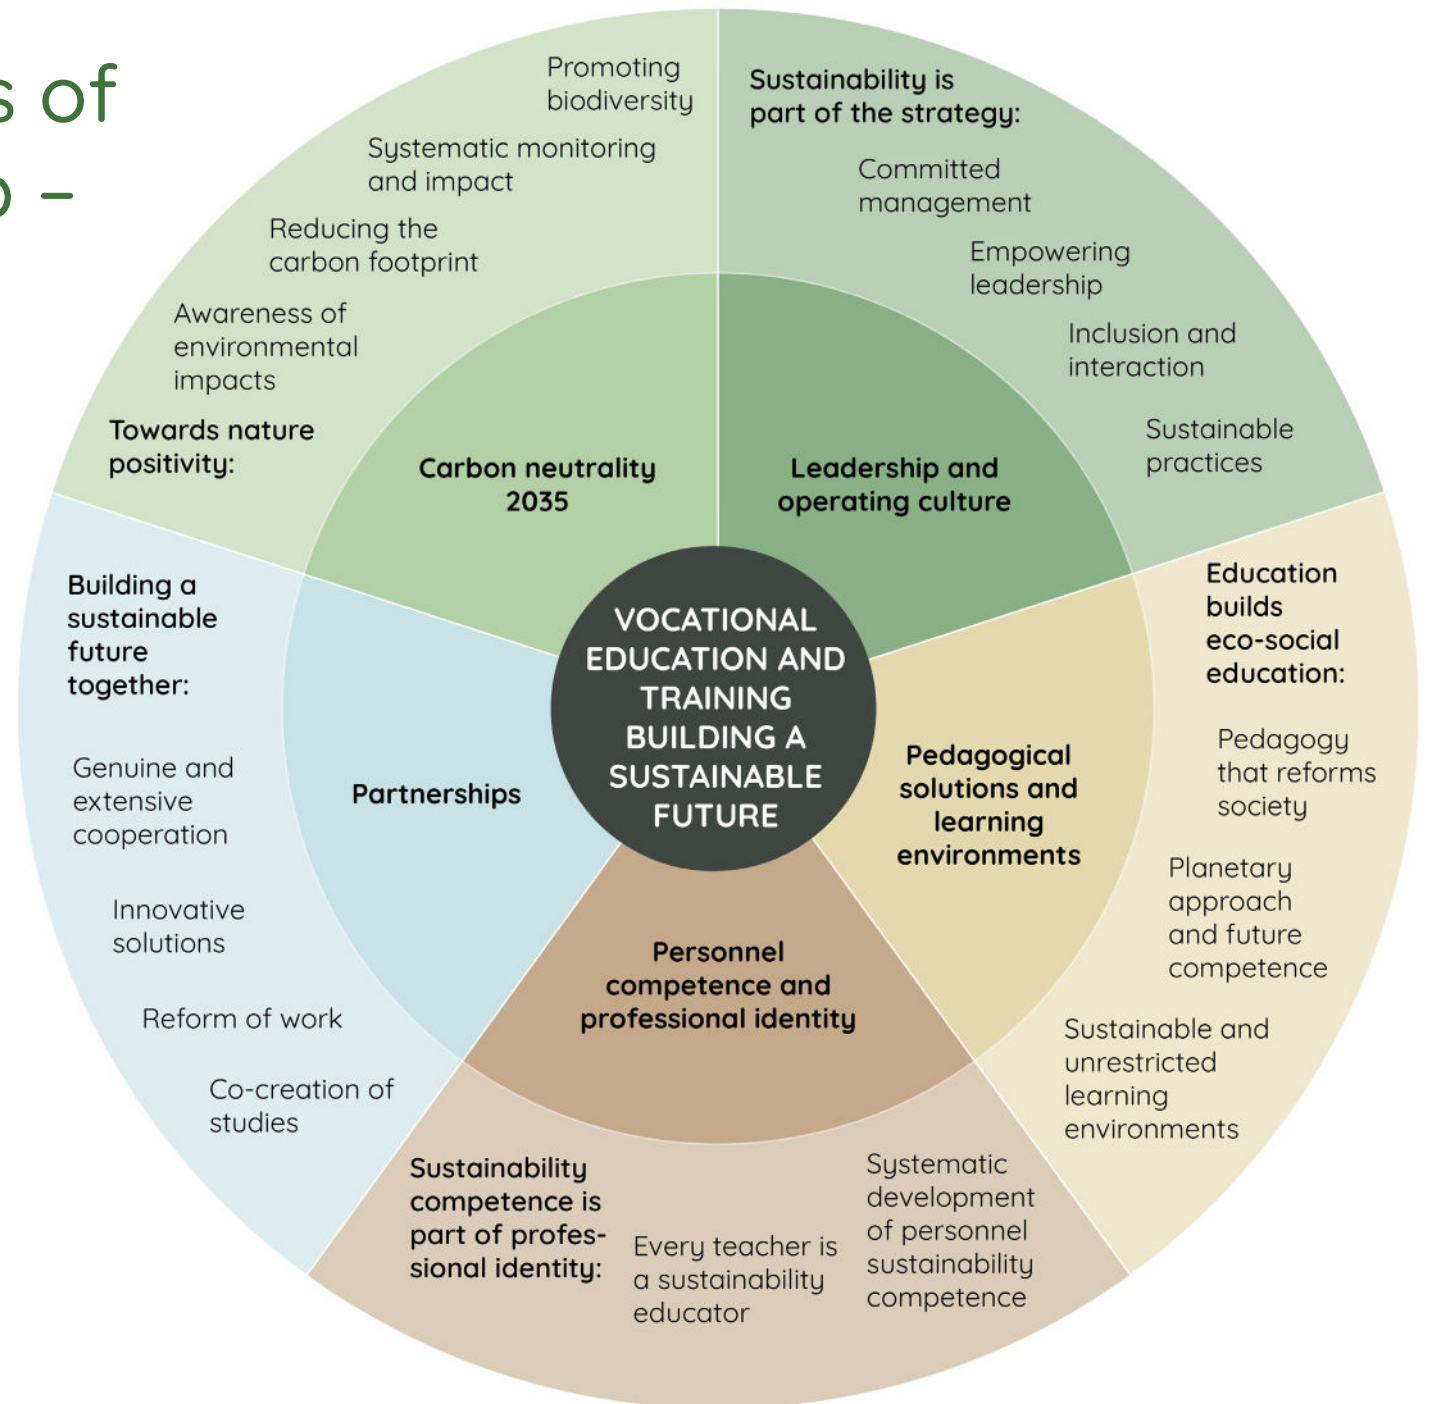 s of
–
Promoting
biodiversity
Systematic monitoring
and impact
Reducing the
carbon footprint
Awareness of
environmental
impacts
Towards nature
positivity:
Carbon neutrality
2035
Sustainability is
part of the strategy:
Committed
management
Empowering
leadership
Inclusion and
interaction
Sustainable
practices
Leadership and
operating culture
Education
builds
eco-social
education:
Pedagogy
that reforms
society
Planetary
approach
and future
competence
Sustainable and
unrestricted
learning
environments
Pedagogical
solutions and
learning
environments
Personnel
competence and
professional identity
Sustainability
competence is
part of profes-
sional identity:
Every teacher is
a sustainability
educator
Systematic
development
of personnel
sustainability
competence
Building a
sustainable
future
together:
Genuine and
extensive
cooperation
Innovative
solutions
Reform of work
Co-creation of
studies
Partnerships
VOCATIONAL
EDUCATION AND
TRAINING
BUILDING A
SUSTAINABLE
FUTURE